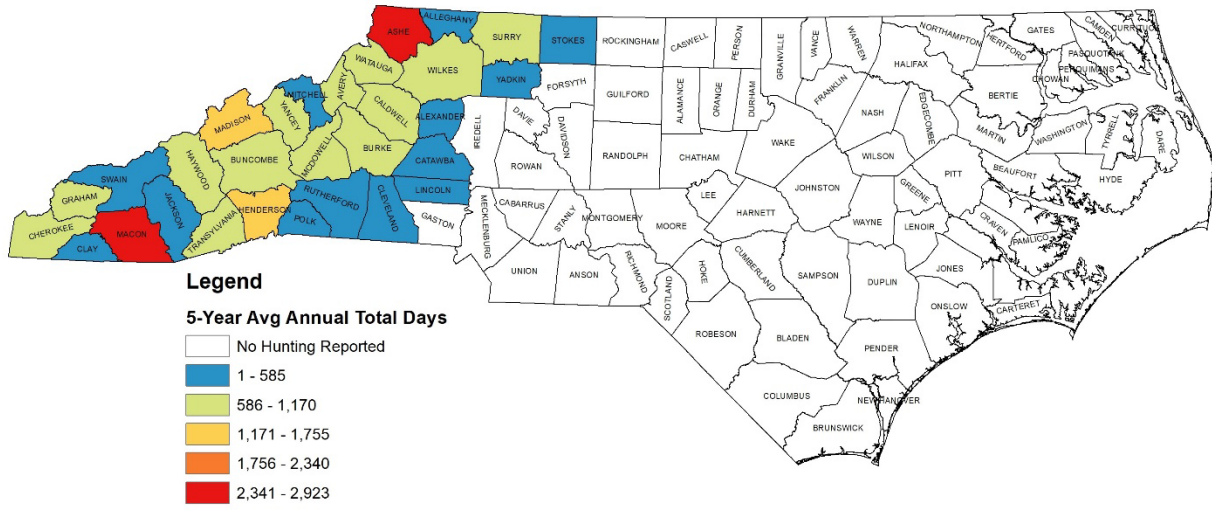 ALLEGHANY
ASHE
SURRY
STOKES
ROCKINGHAM
CASWELL
PERSON
GRANVILLE
VANCE
WARREN
NORTHAMPTON
HERTFORD
GATES
CAMDEN
CURRITUCK
PASQUOTANK
PERQUIMANS
CHOWAN
HALIFAX
BERTIE
WATAUGA
WILKES
YADKIN
FORSYTH
GUILFORD
ALAMANCE
ORANGE
DURHAM
FRANKLIN
NASH
EDGECOMBE
MARTIN
WASHINGTON
TYRRELL
DARE
MITCHELL
AVERY
YANCEY
CALDWELL
ALEXANDER
IREDELL
DAVIE
DAVIDSON
MADISON
BUNCOMBE
MCDOWELL
BURKE
CATAWBA
ROWAN
RANDOLPH
CHATHAM
WAKE
WILSON
PITT
BEAUFORT
HYDE
HAYWOOD
SWAIN
JACKSON
GRAHAM
CHEROKEE
CLAY
MACON
TRANSYLVANIA
HENDERSON
POLK
RUTHERFORD
CLEVELAND
LINCOLN
GASTON
MECKLENBURG
CABARRUS
STANLY
MONTGOMERY
MOORE
LEE
HARNETT
JOHNSTON
WAYNE
GREENE
LENOIR
CRAVEN
PAMLICO
UNION
ANSON
RICHMOND
SCOTLAND
HOKE
CUMBERLAND
SAMPSON
DUPLIN
JONES
ONSLOW
CARTERET
ROBESON
BLADEN
PENDER
COLUMBUS
NEW HANOVER
BRUNSWICK
Legend
5-Year Avg Annual Total Days
No Hunting Reported
1 - 585
586 - 1,170
1,171 - 1,755
1,756 - 2,340
2,341 - 2,923